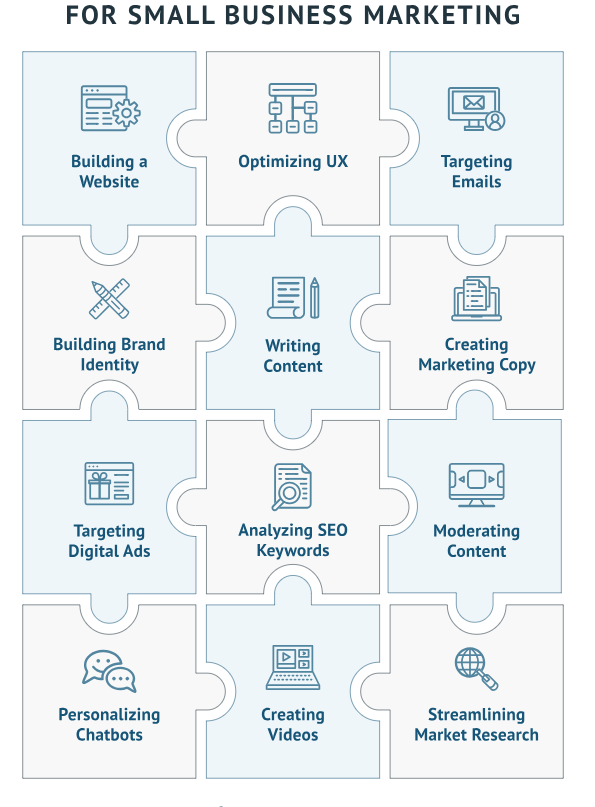 FOR SMALL BUSINESS MARKETING
Building a
Website
Optimizing UX
Targeting
Emails
Building Brand
Identity
Writing
Content
Creating
Marketing Copy
Targeting
Digital Ads
Analyzing SEO
Keywords
Moderating
Content
Personalizing
Chatbots
Creating
Videos
Streamlining
Market Research